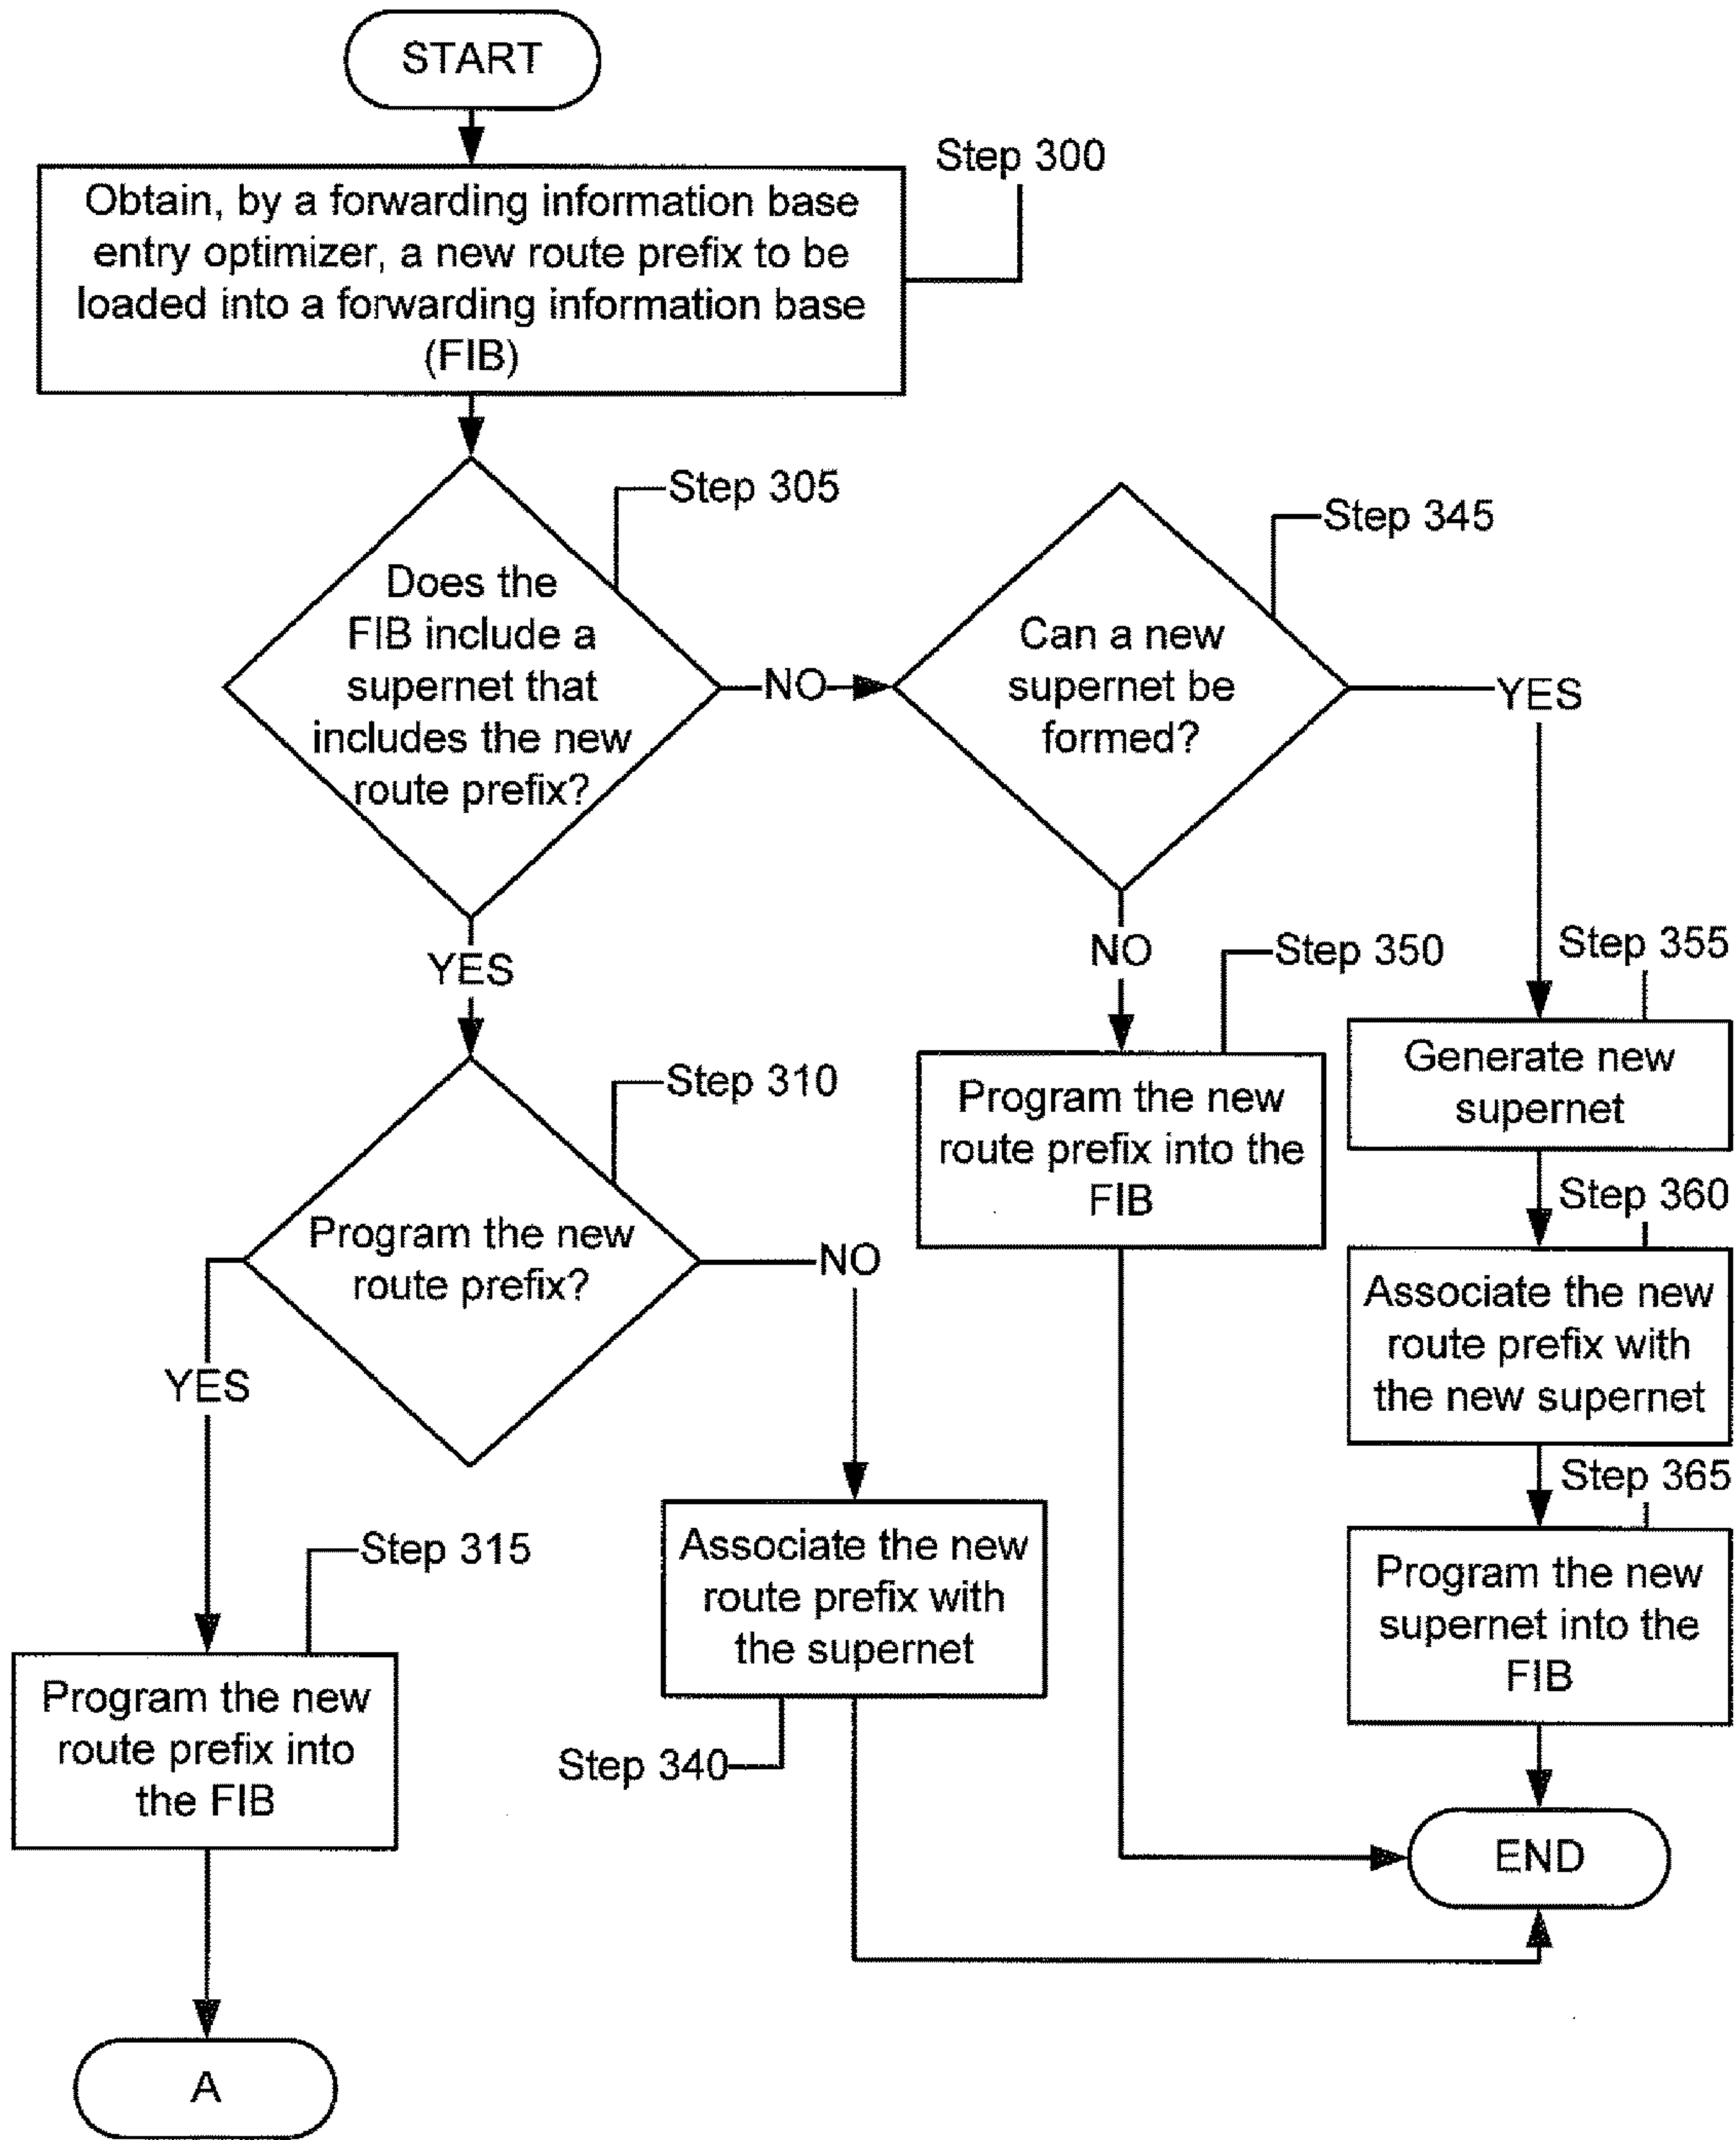 START
Step 300
Obtain, by a forwarding information base
entry optimizer, a new route prefix to be
loaded into a forwarding information base
(FIB)
Step 305
Does the
FIB include a
supernet that
includes the new
route prefix?
NO
Step 345
Can a new
supernet be
formed?
YES
YES
NO
Step 350
Step 355
Program the new
route prefix into the
FIB
Generate new
supernet
Step 310
Program the new
route prefix?
NO
YES
Step 360
Associate the new
route prefix with
the new supernet
Step 365
Program the new
supernet into the
FIB
Step 315
Program the new
route prefix into
the FIB
Associate the new
route prefix with
the supernet
Step 340
END
A